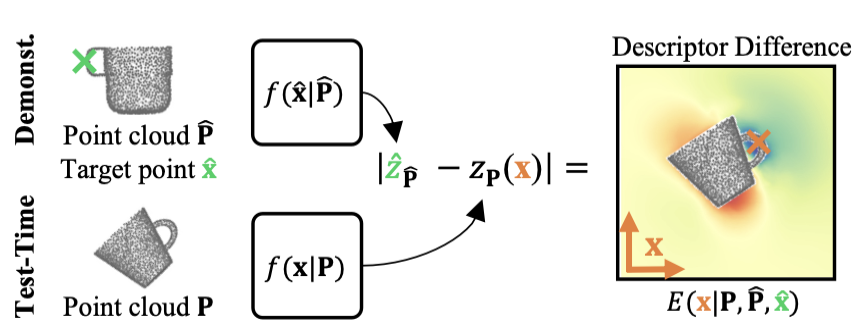 Demonst.
Point cloud P̂
Target point x̂
f(x̂|P̂)
|ẑ_P̂ − z_P(x)| =
Descriptor Difference
x
E(x|P, P̂, x̂)
Test-Time
Point cloud P
f(x|P)